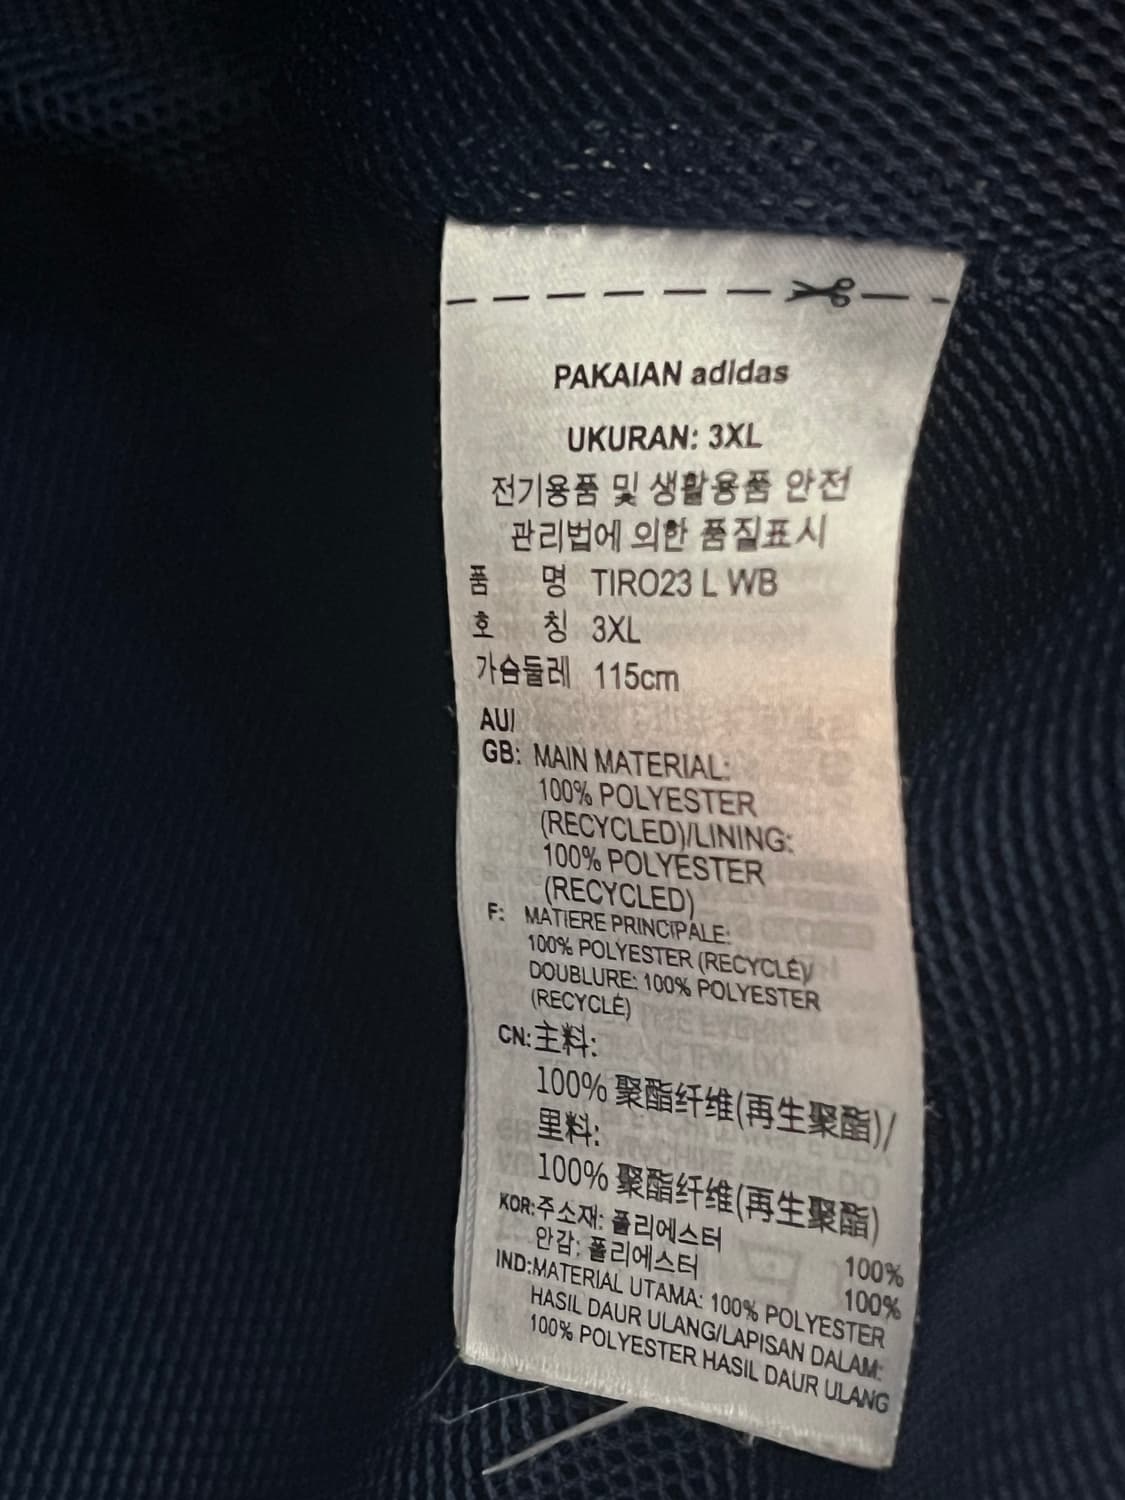 PAKAIAN adidas
UKURAN: 3XL
전기용품 및 생활용품 안전
관리법에 의한 품질표시
품 명 TIRO23 L WB
호 칭 3XL
가슴둘레 115cm
AU/
GB: MAIN MATERIAL:
100% POLYESTER
(RECYCLED)/LINING:
100% POLYESTER
(RECYCLED)
F: MATIERE PRINCIPALE:
100% POLYESTER (RECYCLÉ)/
DOUBLURE: 100% POLYESTER
(RECYCLÉ)
CN:主料:
100% 聚酯纤维(再生聚酯)/
里料:
100% 聚酯纤维(再生聚酯)
KOR:주소재: 폴리에스터 100%
안감: 폴리에스터 100%
IND:MATERIAL UTAMA: 100% POLYESTER
HASIL DAUR ULANG/LAPISAN DALAM:
100% POLYESTER HASIL DAUR ULANG